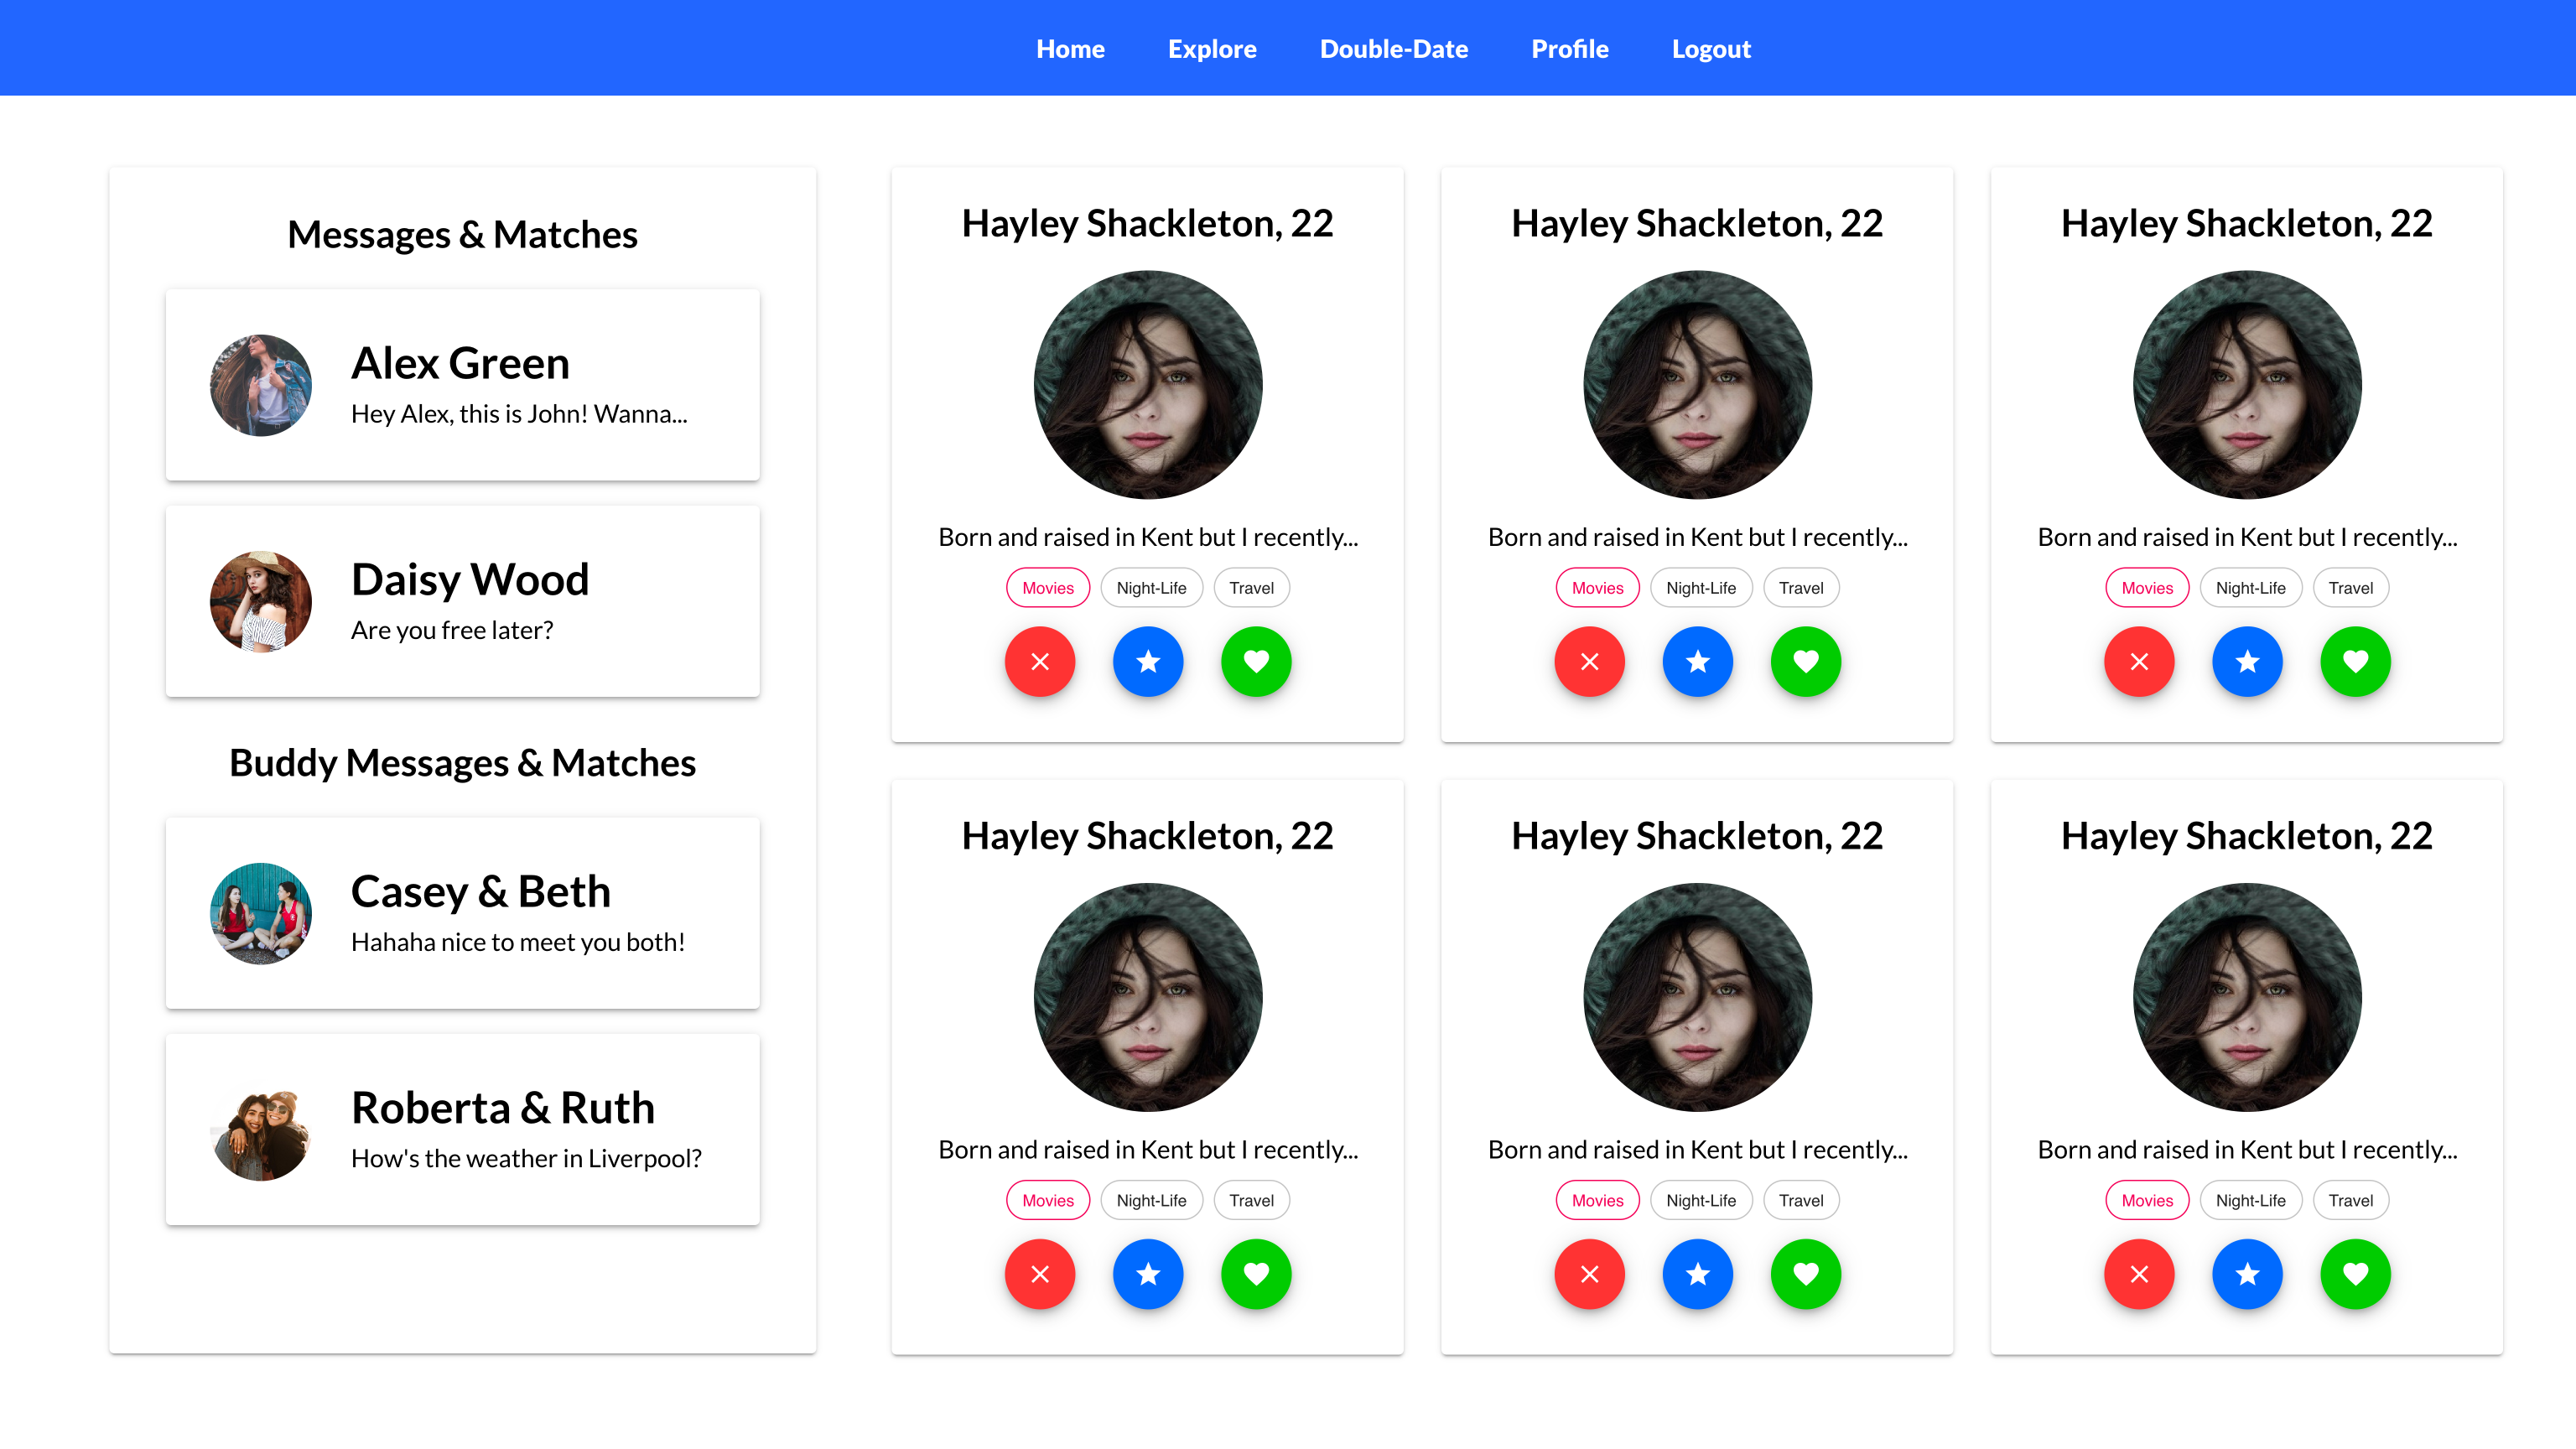 Home Explore Double-Date Profile Logout
Messages & Matches
Alex Green
Hey Alex, this is John! Wanna...
Daisy Wood
Are you free later?
Buddy Messages & Matches
Casey & Beth
Hahaha nice to meet you both!
Roberta & Ruth
How's the weather in Liverpool?
Hayley Shackleton, 22
Born and raised in Kent but I recently...
Movies Night-Life Travel
Hayley Shackleton, 22
Born and raised in Kent but I recently...
Movies Night-Life Travel
Hayley Shackleton, 22
Born and raised in Kent but I recently...
Movies Night-Life Travel
Hayley Shackleton, 22
Born and raised in Kent but I recently...
Movies Night-Life Travel
Hayley Shackleton, 22
Born and raised in Kent but I recently...
Movies Night-Life Travel
Hayley Shackleton, 22
Born and raised in Kent but I recently...
Movies Night-Life Travel